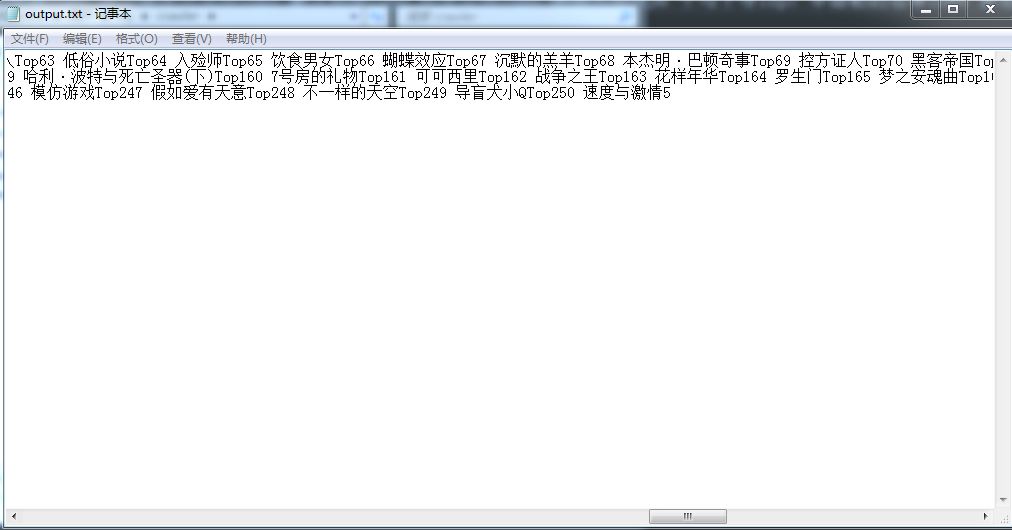 output.txt - 记事本
文件(F) 编辑(E) 格式(O) 查看(V) 帮助(H)
\Top63 低俗小说Top64 入殓师Top65 饮食男女Top66 蝴蝶效应Top67 沉默的羔羊Top68 本杰明·巴顿奇事Top69 控方证人Top70 黑客帝国Top
9 哈利·波特与死亡圣器(下)Top160 7号房的礼物Top161 可可西里Top162 战争之王Top163 花样年华Top164 罗生门Top165 梦之安魂曲Top1
46 模仿游戏Top247 假如爱有天意Top248 不一样的天空Top249 导盲犬小QTop250 速度与激情5